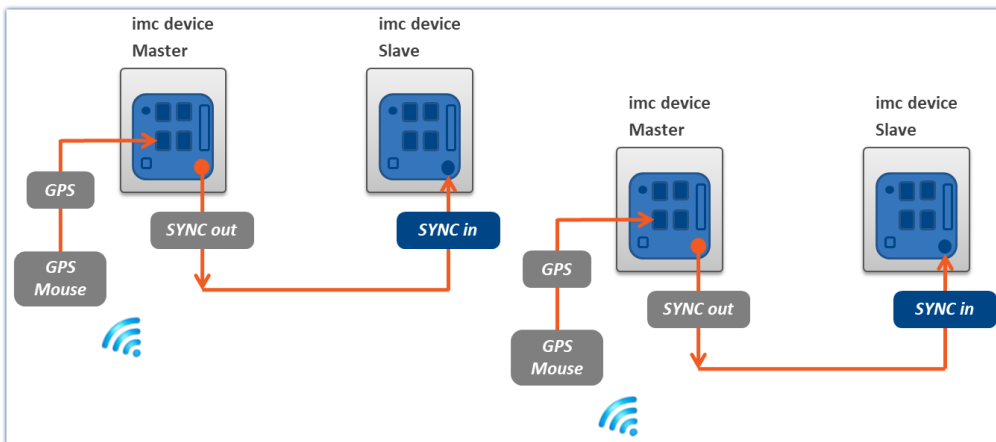 imc device
Master
imc device
Slave
GPS
SYNC out
SYNC in
GPS
Mouse
imc device
Master
imc device
Slave
GPS
SYNC out
SYNC in
GPS
Mouse